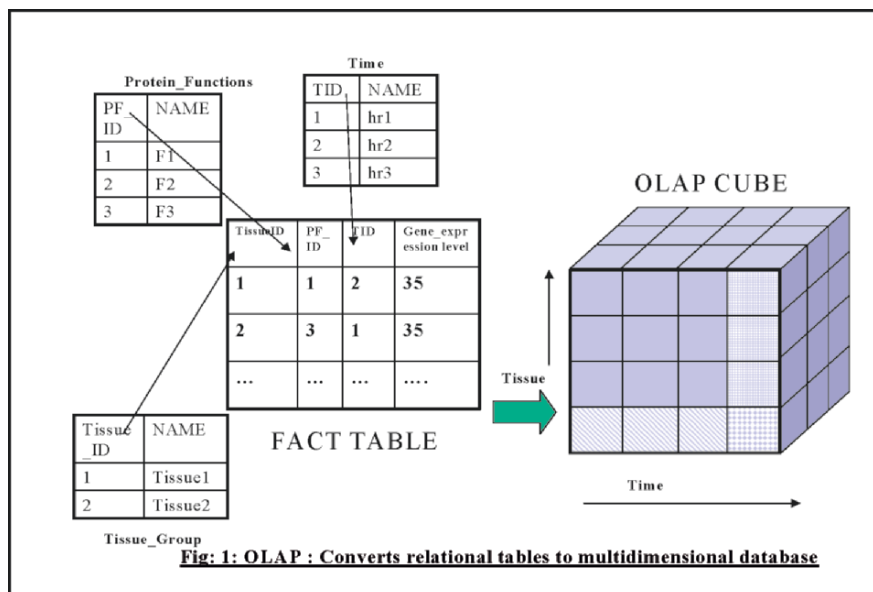 Time
Protein_Functions
TID NAME
1 hr1
2 hr2
3 hr3
PF_ NAME
ID
1 F1
2 F2
3 F3
OLAP CUBE
TissueID PF_ TID Gene_expr
ID ession level
1 1 2 35
2 3 1 35
... ... ... ....
Tissue
FACT TABLE
Tissue NAME
_ID
1 Tissue1
2 Tissue2
Tissue_Group
Time
Fig: 1: OLAP : Converts relational tables to multidimensional database